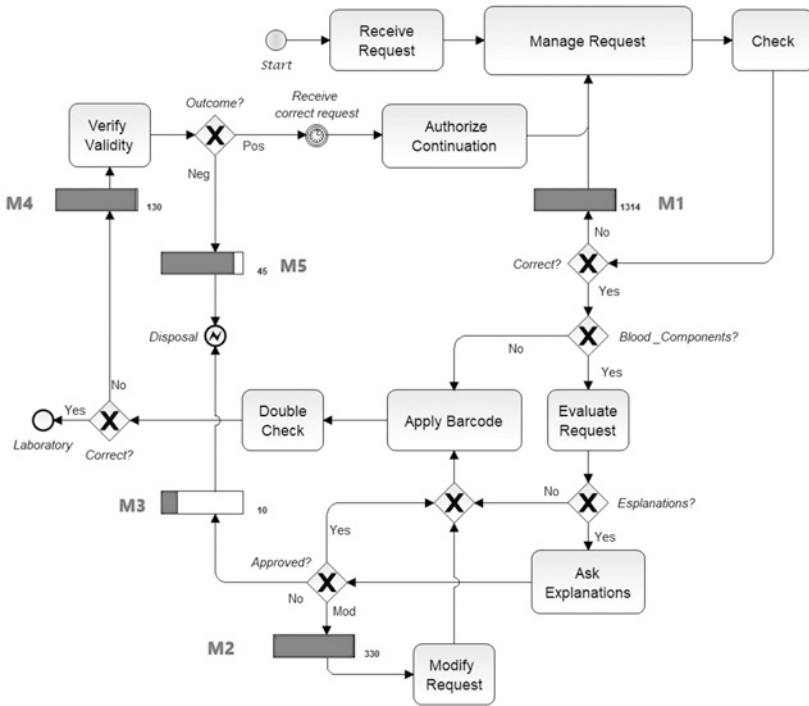 Start
Receive
Request
Manage Request
Check
Verify
Validity
Outcome?
Pos
Neg
Receive
correct request
Authorize
Continuation
M4
130
1314
M1
No
Correct?
Yes
45
M5
Disposal
Blood_Components?
No
Yes
Laboratory
Yes
No
Correct?
Double
Check
Apply Barcode
Evaluate
Request
M3
10
No
Esplanations?
Yes
Yes
Approved?
No
Mod
Ask
Explanations
M2
330
Modify
Request